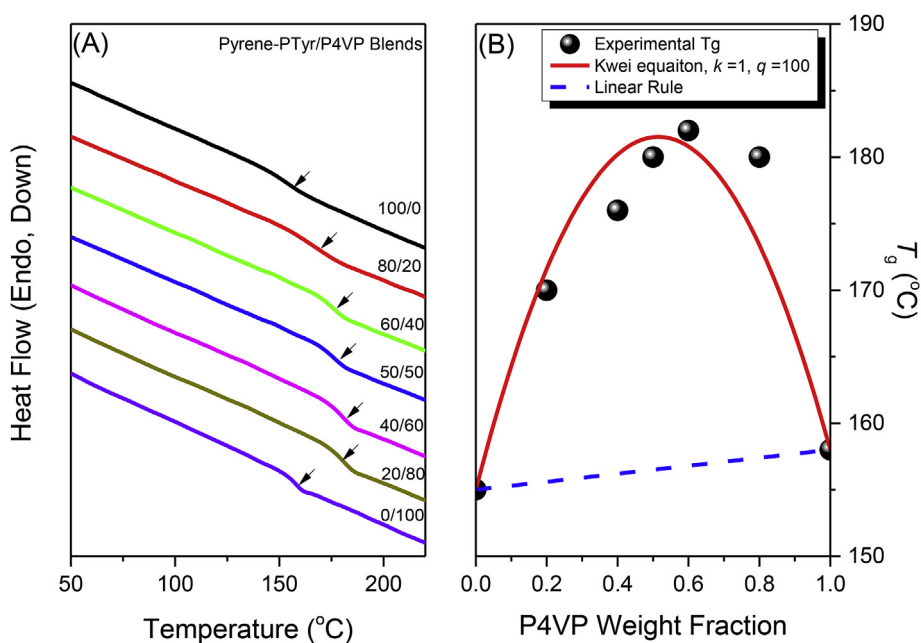 (A)
Pyrene-PTyr/P4VP Blends
100/0
80/20
60/40
50/50
40/60
20/80
0/100
Heat Flow (Endo, Down)
50
100
150
200
Temperature (°C)
(B)
Experimental Tg
Kwei equaiton, k =1, q =100
Linear Rule
190
180
170
160
150
Tg (°C)
0.0
0.2
0.4
0.6
0.8
1.0
P4VP Weight Fraction